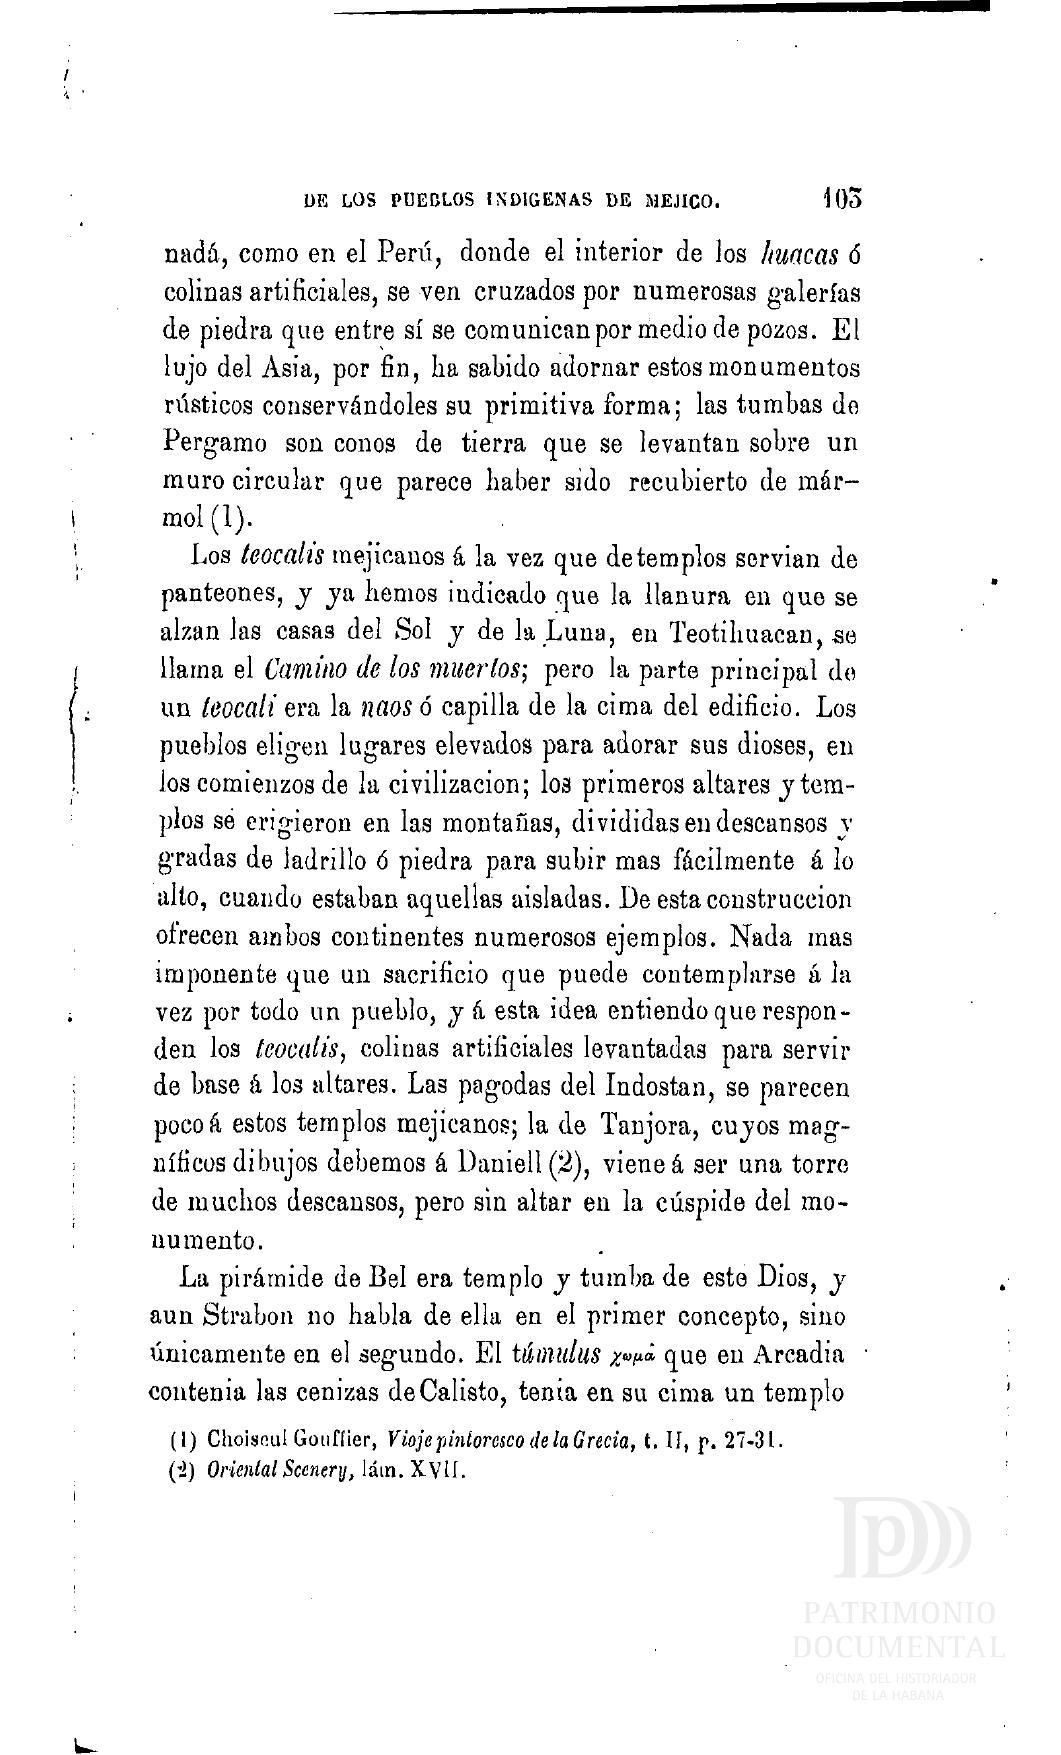 DE LOS PUEBLOS INDIGENAS DE MEJICO. 103
nadá, como en el Perú, donde el interior de los huacas ó
colinas artificiales, se ven cruzados por numerosas galerías
de piedra que entre sí se comunican por medio de pozos. El
lujo del Asia, por fin, ha sabido adornar estos monumentos
rústicos conservándoles su primitiva forma; las tumbas de
Pergamo son conos de tierra que se levantan sobre un
muro circular que parece haber sido recubierto de már-
mol (1).
Los teocalis mejicanos á la vez que de templos servian de
panteones, y ya hemos indicado que la llanura en que se
alzan las casas del Sol y de la Luna, en Teotihuacan, se
llama el Camino de los muertos; pero la parte principal de
un teocali era la naos ó capilla de la cima del edificio. Los
pueblos eligen lugares elevados para adorar sus dioses, en
los comienzos de la civilizacion; los primeros altares y tem-
plos se erigieron en las montañas, divididas en descansos y
gradas de ladrillo ó piedra para subir mas fácilmente á lo
alto, cuando estaban aquellas aisladas. De esta construccion
ofrecen ambos continentes numerosos ejemplos. Nada mas
imponente que un sacrificio que puede contemplarse á la
vez por todo un pueblo, y á esta idea entiendo que respon-
den los teocalis, colinas artificiales levantadas para servir
de base á los altares. Las pagodas del Indostan, se parecen
poco á estos templos mejicanos; la de Tanjora, cuyos mag-
níficos dibujos debemos á Daniell (2), viene á ser una torre
de muchos descansos, pero sin altar en la cúspide del mo-
numento.
La pirámide de Bel era templo y tumba de este Dios, y
aun Strabon no habla de ella en el primer concepto, sino
únicamente en el segundo. El túmulus χωμά que en Arcadia
contenia las cenizas de Calisto, tenia en su cima un templo
(1) Choiseul Gouffier, Viaje pintoresco de la Grecia, t. II, p. 27-31.
(2) Oriental Scenery, lám. XVII.
PATRIMONIO
DOCUMENTAL
OFICINA DEL HISTORIADOR
DE LA HABANA